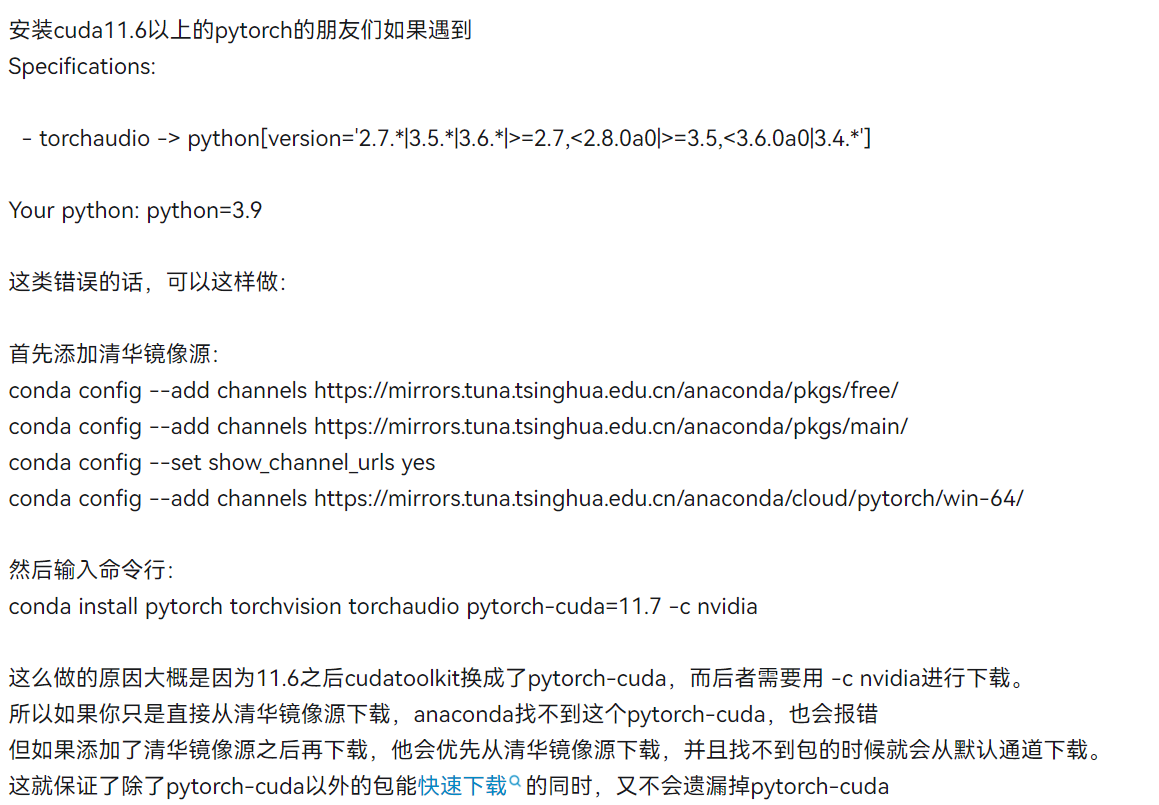 安装cuda11.6以上的pytorch的朋友们如果遇到
Specifications:
- torchaudio -> python[version='2.7.*|3.5.*|3.6.*|>=2.7,<2.8.0a0|>=3.5,<3.6.0a0|3.4.*']
Your python: python=3.9
这类错误的话，可以这样做：
首先添加清华镜像源：
conda config --add channels https://mirrors.tuna.tsinghua.edu.cn/anaconda/pkgs/free/
conda config --add channels https://mirrors.tuna.tsinghua.edu.cn/anaconda/pkgs/main/
conda config --set show_channel_urls yes
conda config --add channels https://mirrors.tuna.tsinghua.edu.cn/anaconda/cloud/pytorch/win-64/
然后输入命令行：
conda install pytorch torchvision torchaudio pytorch-cuda=11.7 -c nvidia
这么做的原因大概是因为11.6之后cudatoolkit换成了pytorch-cuda，而后者需要用 -c nvidia进行下载。
所以如果你只是直接从清华镜像源下载，anaconda找不到这个pytorch-cuda，也会报错
但如果添加了清华镜像源之后再下载，他会优先从清华镜像源下载，并且找不到包的时候就会从默认通道下载。
这就保证了除了pytorch-cuda以外的包能快速下载的同时，又不会遗漏掉pytorch-cuda